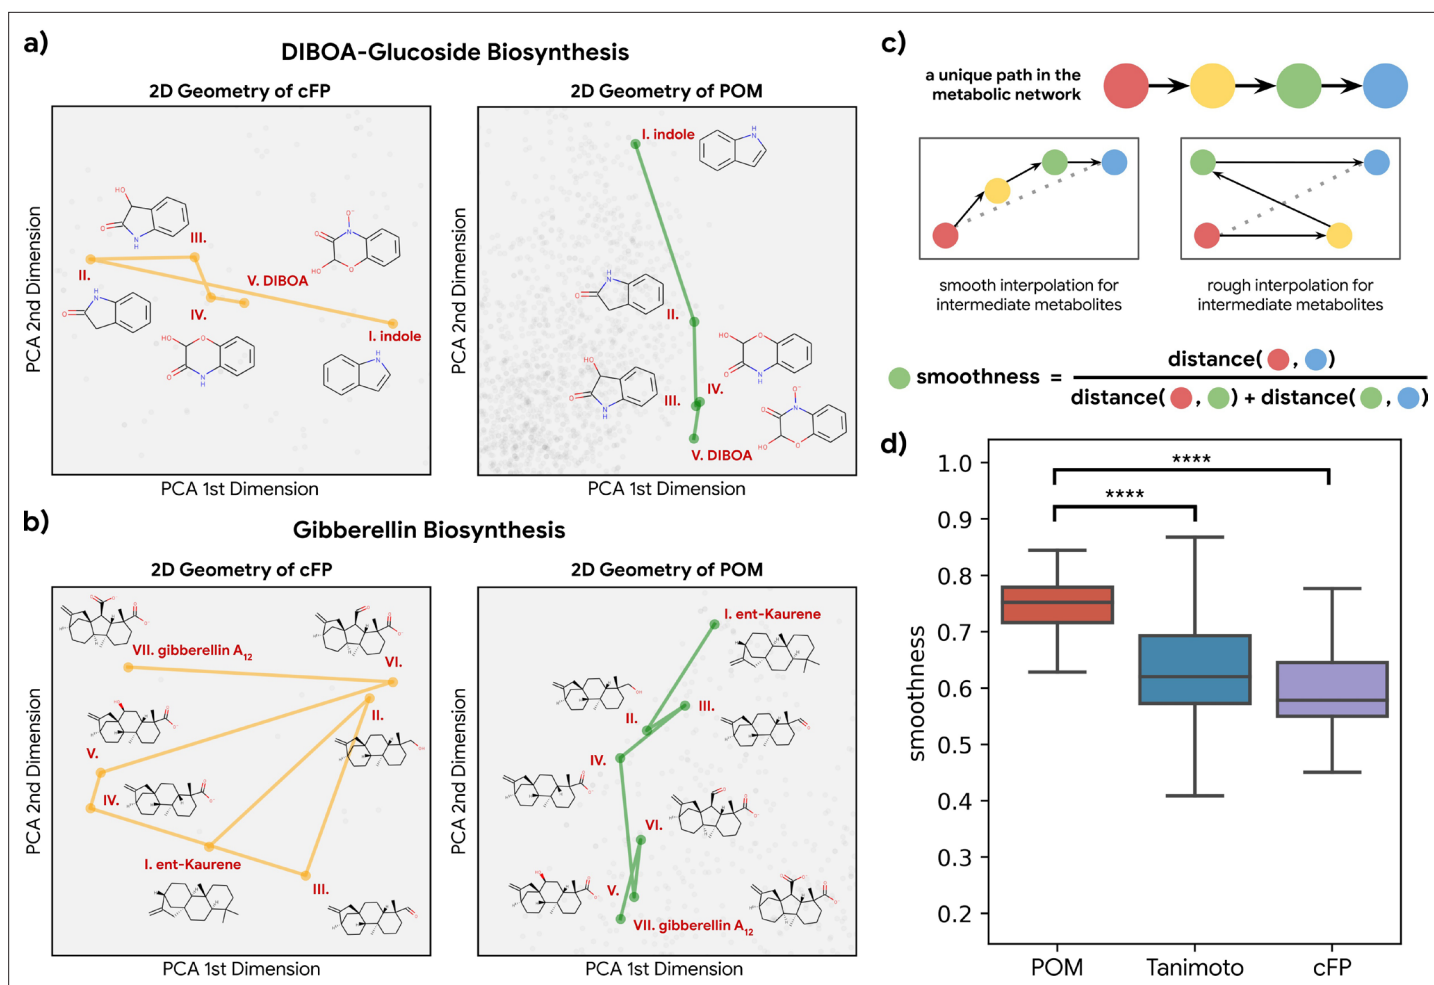 a)
DIBOA-Glucoside Biosynthesis
2D Geometry of cFP
2D Geometry of POM
PCA 2nd Dimension
III.
II.
V. DIBOA
IV.
I. indole
PCA 1st Dimension
PCA 2nd Dimension
I. indole
II.
IV.
III.
V. DIBOA
PCA 1st Dimension
b)
Gibberellin Biosynthesis
2D Geometry of cFP
2D Geometry of POM
PCA 2nd Dimension
VII. gibberellin A12
VI.
II.
V.
IV.
I. ent-Kaurene
III.
PCA 1st Dimension
PCA 2nd Dimension
I. ent-Kaurene
III.
II.
IV.
VI.
V.
VII. gibberellin A12
PCA 1st Dimension
c)
a unique path in the
metabolic network
smooth interpolation for
intermediate metabolites
rough interpolation for
intermediate metabolites
smoothness = distance( , )
distance( , ) + distance( , )
d)
smoothness
1.0
0.9
0.8
0.7
0.6
0.5
0.4
0.3
0.2
****
****
POM Tanimoto cFP